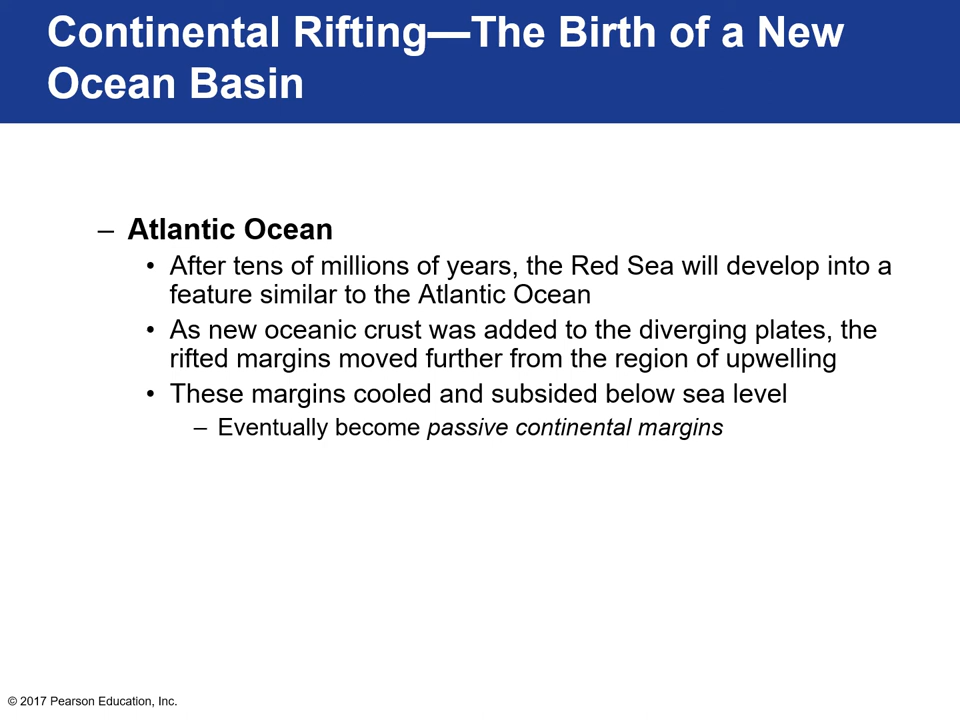 Continental Rifting—The Birth of a New
Ocean Basin
– Atlantic Ocean
• After tens of millions of years, the Red Sea will develop into a
feature similar to the Atlantic Ocean
• As new oceanic crust was added to the diverging plates, the
rifted margins moved further from the region of upwelling
• These margins cooled and subsided below sea level
– Eventually become passive continental margins
© 2017 Pearson Education, Inc.